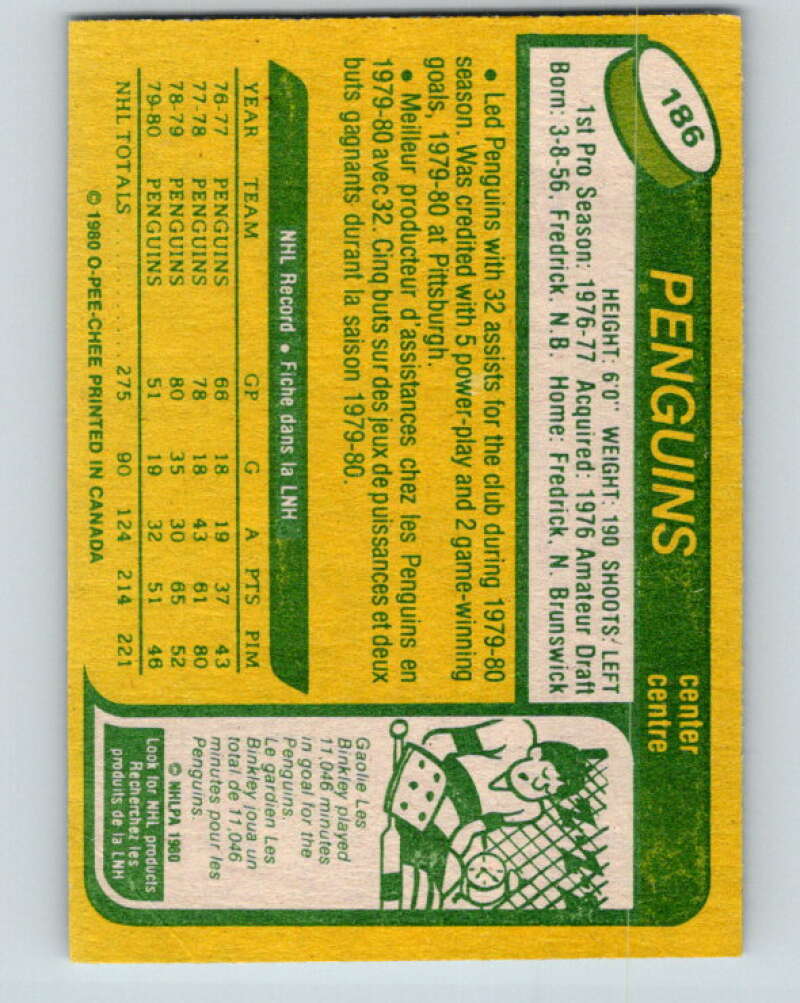 186
PENGUINS
center
centre
HEIGHT: 6'0" WEIGHT: 190 SHOOTS/LEFT
1st Pro Season: 1976-77 Acquired: 1976 Amateur Draft
Born: 3-8-56, Fredrick, N.B. Home: Fredrick, N. Brunswick
• Led Penguins with 32 assists for the club during 1979-80
season. Was credited with 5 power-play and 2 game-winning
goals, 1979-80 at Pittsburgh.
• Meilleur producteur d'assistances chez les Penguins en
1979-80 avec 32. Cinq buts sur des jeux de puissances et deux
buts gagnants durant la saison 1979-80.
NHL Record • Fiche dans la LNH
YEAR TEAM GP G A PTS PIM
76-77 PENGUINS 66 18 19 37 43
77-78 PENGUINS 78 18 43 61 80
78-79 PENGUINS 80 35 30 65 52
79-80 PENGUINS 51 19 32 51 46
NHL TOTALS 275 90 124 214 221
© 1980 O-PEE-CHEE PRINTED IN CANADA
Gaolie Les
Binkley played
11,046 minutes
in goal for the
Penguins.
Le gardien Les
Binkley joua un
total de 11,046
minutes pour les
Penguins.
© NHLPA 1980
Look for NHL products
Recherchez les
produits de la LNH